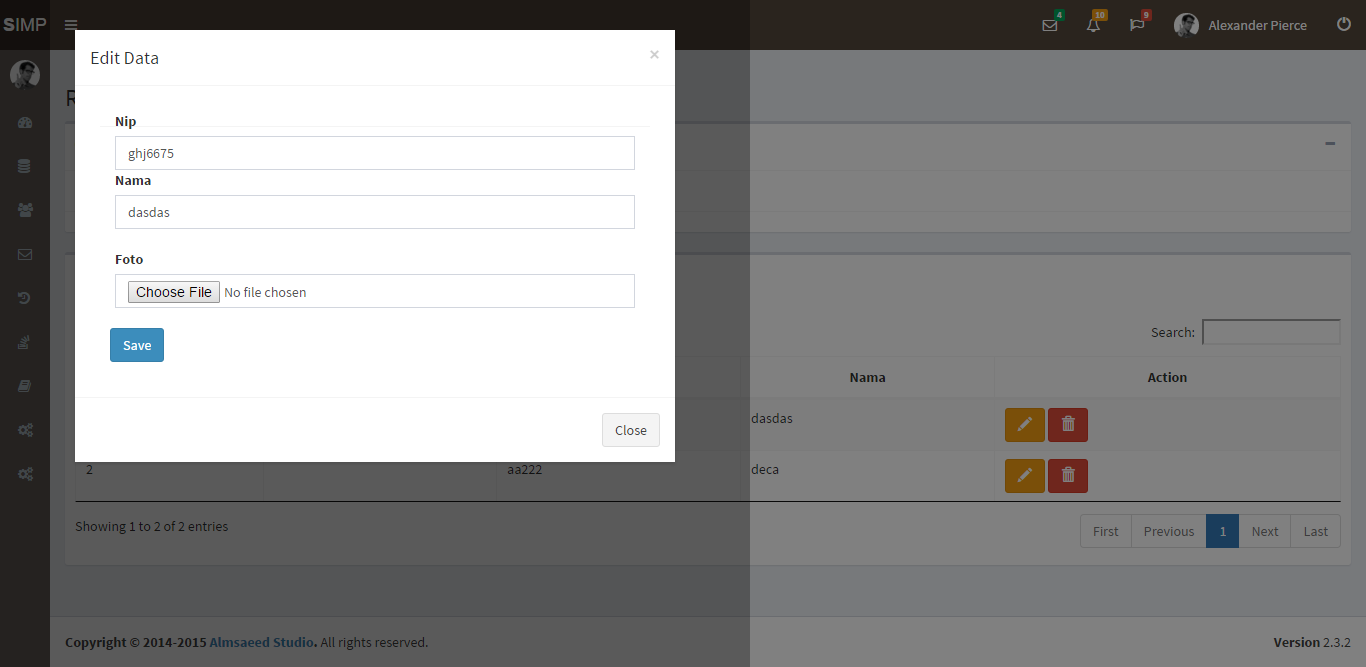 SIMP
4
10
9
Alexander Pierce
Edit Data
×
R
Nip
ghj6675
Nama
dasdas
Foto
Choose File No file chosen
Save
Close
Search:
Nama Action
dasdas
2 aa222 deca
Showing 1 to 2 of 2 entries
First Previous 1 Next Last
Copyright © 2014-2015 Almsaeed Studio. All rights reserved.
Version 2.3.2